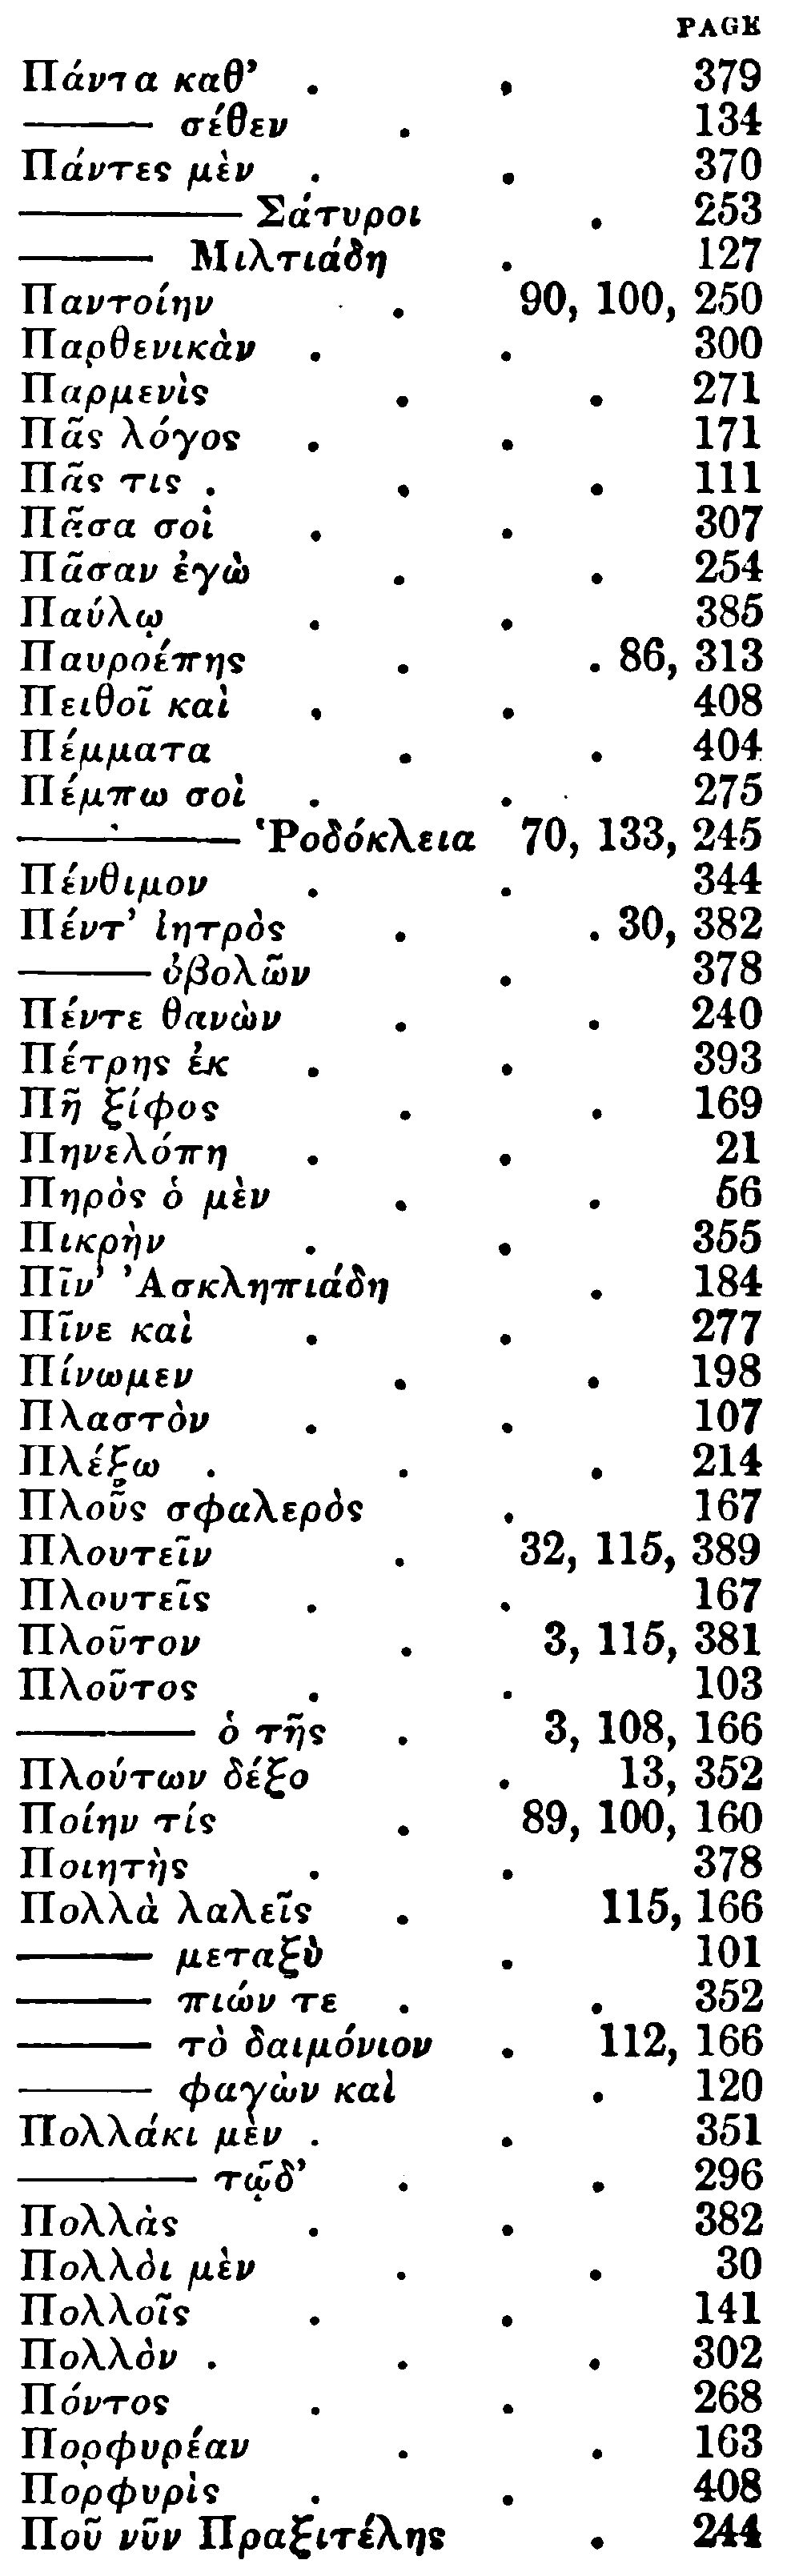 PAGE
Πάντα καθ’ . . 379
——— σέθεν . 134
Πάντες μὲν . . 370
——— Σάτυροι . 253
——— Μιλτιάδη . 127
Παντοίην . 90, 100, 250
Παρθενικὰν . . 300
Παρμενὶς . . 271
Πᾶς λόγος . . 171
Πᾶς τις . . . 111
Πᾶσα σοὶ . . 307
Πᾶσαν ἐγὼ . . 254
Παύλῳ . . 385
Παυροέπης . . 86, 313
Πειθοῖ καὶ . . 408
Πέμματα . . 404
Πέμπω σοὶ . . 275
——— Ῥοδόκλεια 70, 133, 245
Πένθιμον . . 344
Πέντ’ ἰητρὸς . . 30, 382
——— ὀβολῶν . 378
Πέντε θανὼν . . 240
Πέτρης ἐκ . . 393
Πῆ ξίφος . . 169
Πηνελόπη . . 21
Πηρὸς ὁ μὲν . . 56
Πικρὴν . . 355
Πῖν’ Ἀσκληπιάδη . 184
Πῖνε καὶ . . 277
Πίνωμεν . . 198
Πλαστὸν . . 107
Πλέξω . . . 214
Πλοῦς σφαλερὸς . 167
Πλουτεῖν . 32, 115, 389
Πλουτεῖς . . 167
Πλοῦτον . 3, 115, 381
Πλοῦτος . . 103
——— ὁ τῆς . 3, 108, 166
Πλούτων δέξο . 13, 352
Ποίην τίς . 89, 100, 160
Ποιητὴς . . 378
Πολλὰ λαλεῖς . 115, 166
——— μεταξὺ . 101
——— πιών τε . . 352
——— τὸ δαιμόνιον . 112, 166
——— φαγὼν καὶ . 120
Πολλάκι μὲν . . 351
——— τῷδ’ . . 296
Πολλὰς . . 382
Πολλὸι μὲν . . 30
Πολλοῖς . . 141
Πολλὸν . . . 302
Πόντος . . 268
Πορφυρέαν . . 163
Πορφυρὶς . . 408
Ποῦ νῦν Πραξιτέλης . 244